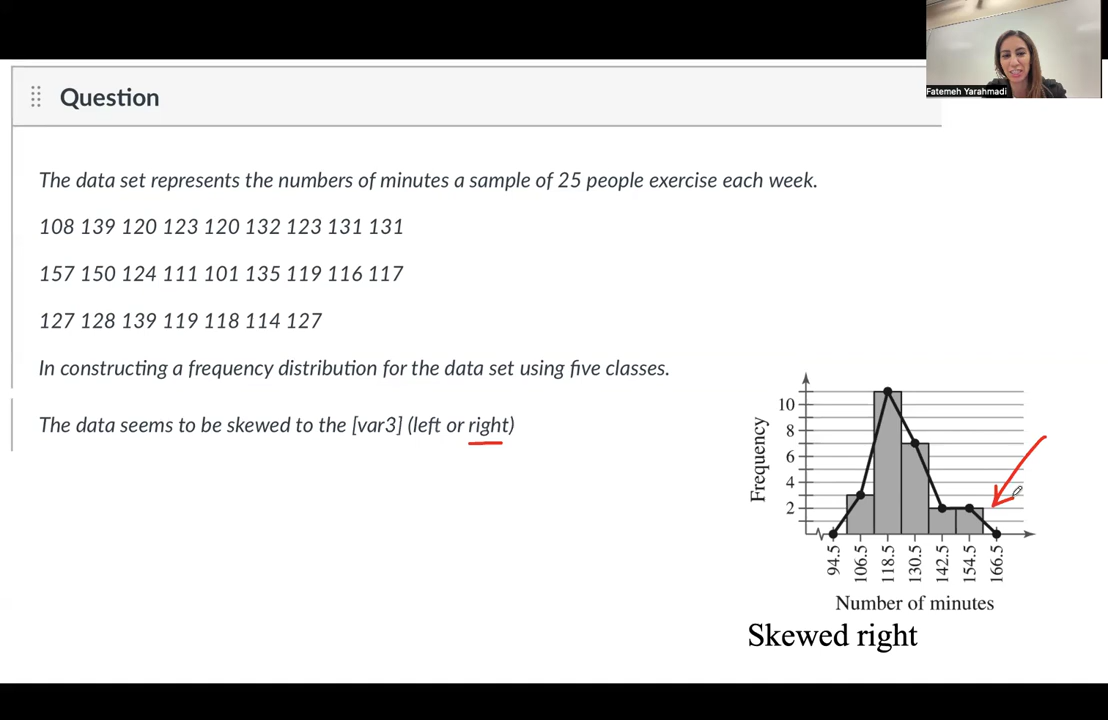 Fatemeh Yarahmadi
Question
The data set represents the numbers of minutes a sample of 25 people exercise each week.
108 139 120 123 120 132 123 131 131
157 150 124 111 101 135 119 116 117
127 128 139 119 118 114 127
In constructing a frequency distribution for the data set using five classes.
The data seems to be skewed to the [var3] (left or right)
Frequency
10
8
6
4
2
94.5
106.5
118.5
130.5
142.5
154.5
166.5
Number of minutes
Skewed right